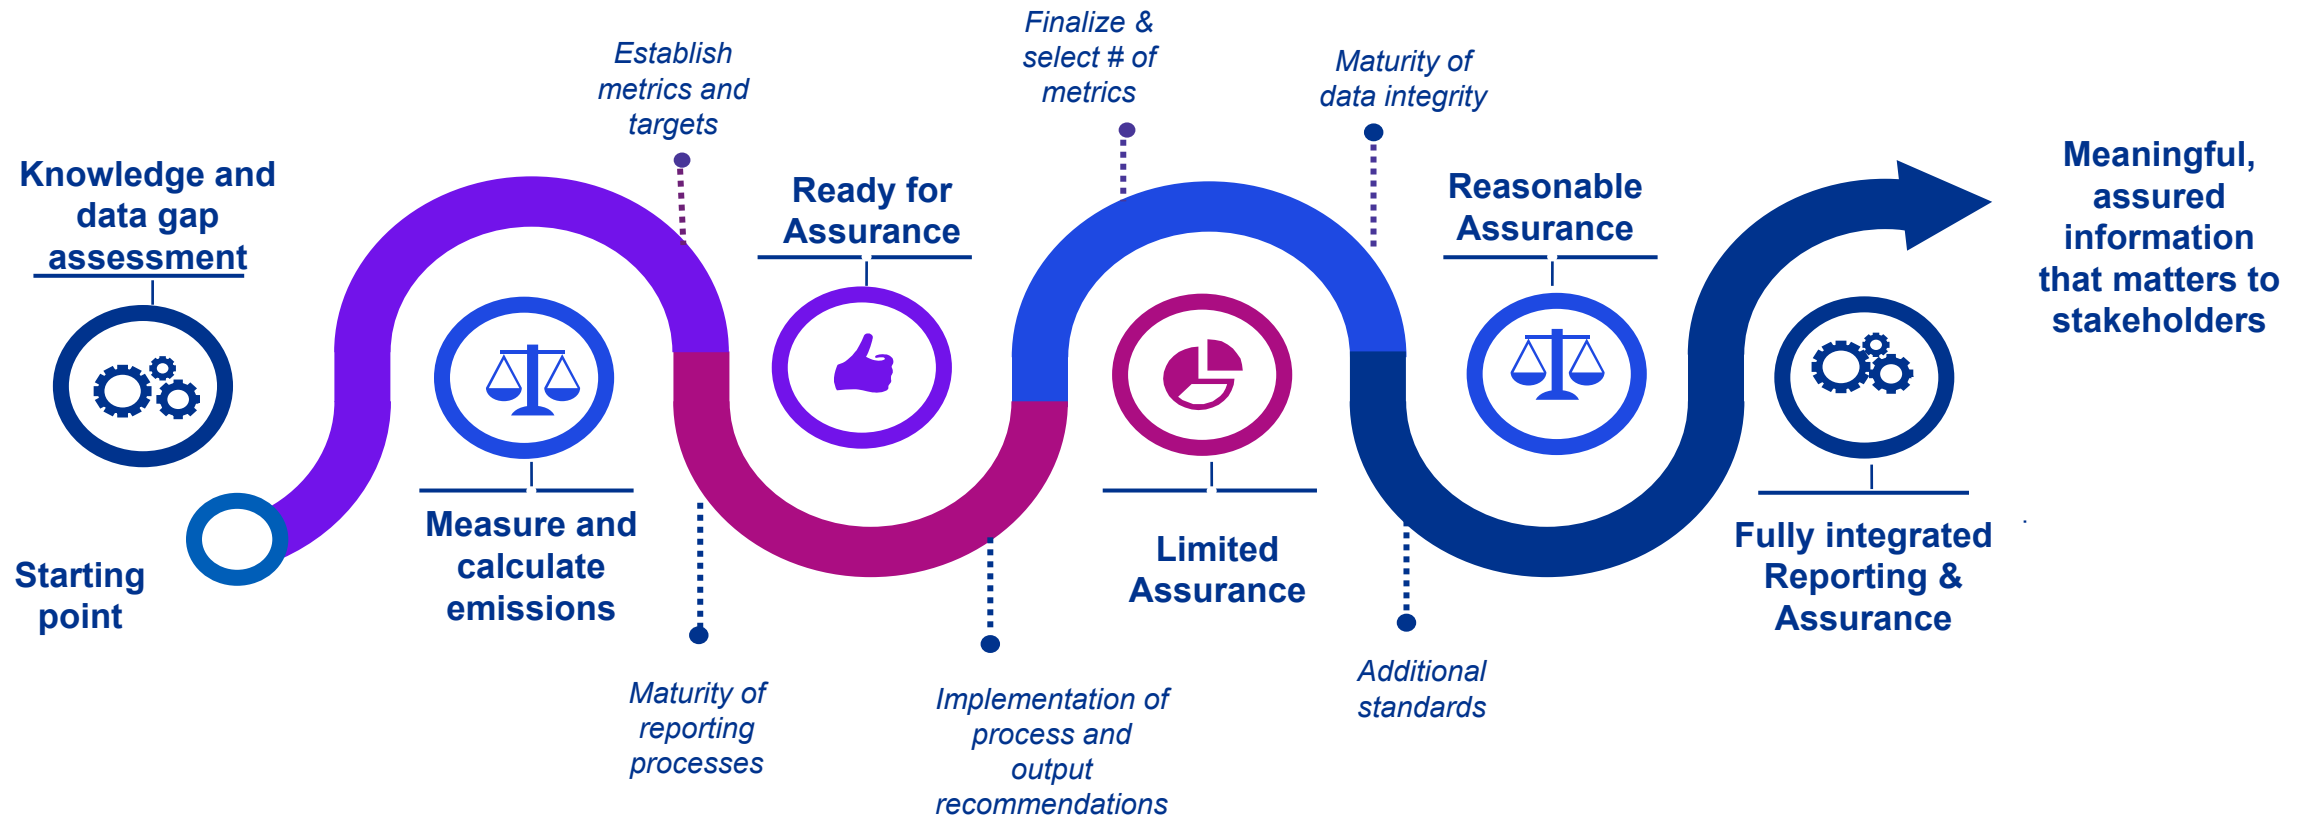 Knowledge and
data gap
assessment
Starting
point
Measure and
calculate
emissions
Establish
metrics and
targets
Maturity of
reporting
processes
Ready for
Assurance
Implementation of
process and
output
recommendations
Finalize &
select # of
metrics
Limited
Assurance
Maturity of
data integrity
Additional
standards
Reasonable
Assurance
Fully integrated
Reporting &
Assurance
Meaningful,
assured
information
that matters to
stakeholders